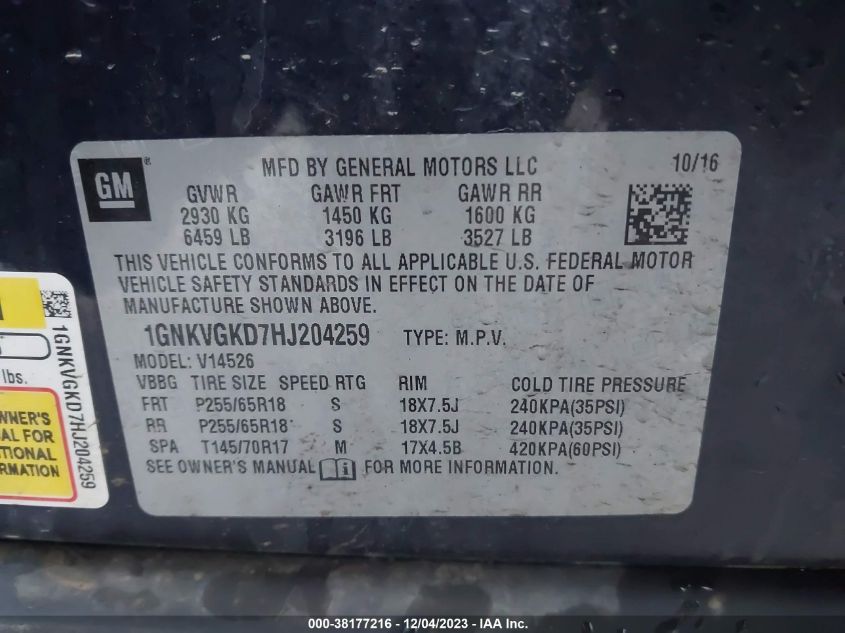 GM ®
MFD BY GENERAL MOTORS LLC 10/16
GVWR GAWR FRT GAWR RR
2930 KG 1450 KG 1600 KG
6459 LB 3196 LB 3527 LB
THIS VEHICLE CONFORMS TO ALL APPLICABLE U.S. FEDERAL MOTOR
VEHICLE SAFETY STANDARDS IN EFFECT ON THE DATE OF
MANUFACTURE SHOWN ABOVE.
1GNKVGKD7HJ204259 TYPE: M.P.V.
MODEL: V14526
VBBG TIRE SIZE SPEED RTG RIM COLD TIRE PRESSURE
FRT P255/65R18 S 18X7.5J 240KPA(35PSI)
RR P255/65R18 S 18X7.5J 240KPA(35PSI)
SPA T145/70R17 M 17X4.5B 420KPA(60PSI)
SEE OWNER'S MANUAL FOR MORE INFORMATION.
lbs.
WNER'S
AL FOR
TIONAL
MATION
1GNKVGKD7HJ204259
000-38177216 - 12/04/2023 - IAA Inc.